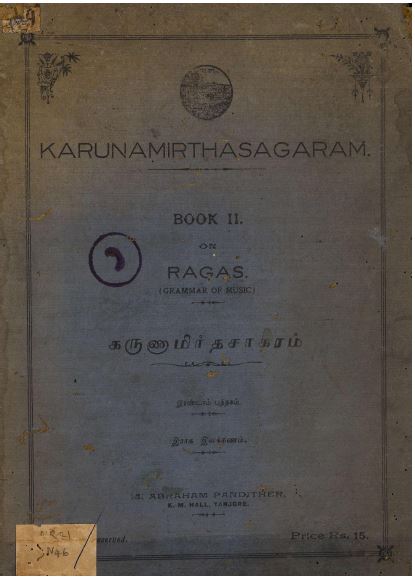 KARUNAMIRTHASAGARAM.
BOOK II.
ON
RAGAS.
(GRAMMAR OF MUSIC)
கருணாமிர்தசாகரம்
இரண்டாம் புத்தகம்.
இராக இலக்கணம்.
ABRAHAM PANDITHER,
K. M. HALL, TANJORE.
Price Rs. 15.
N46